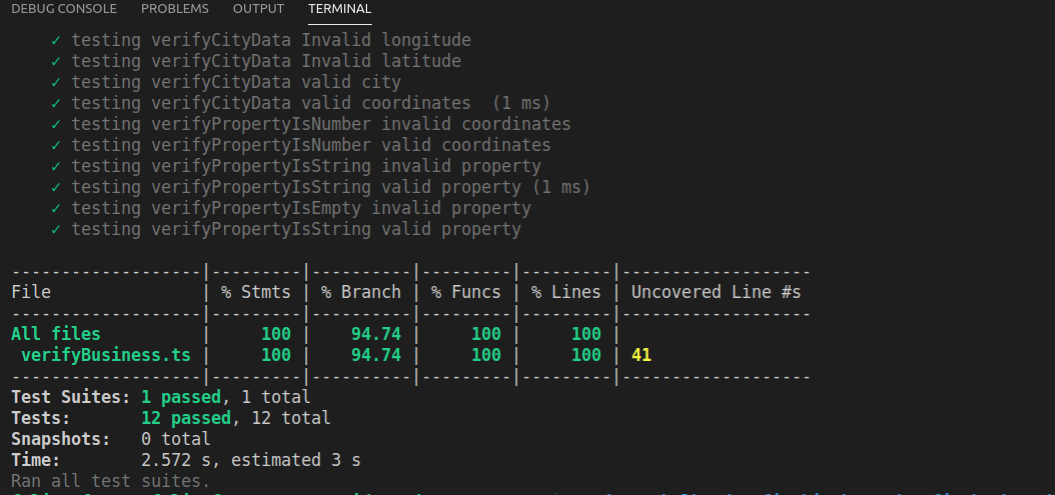 DEBUG CONSOLE PROBLEMS OUTPUT TERMINAL
✓ testing verifyCityData Invalid longitude
✓ testing verifyCityData Invalid latitude
✓ testing verifyCityData valid city
✓ testing verifyCityData valid coordinates  (1 ms)
✓ testing verifyPropertyIsNumber invalid coordinates
✓ testing verifyPropertyIsNumber valid coordinates
✓ testing verifyPropertyIsString invalid property
✓ testing verifyPropertyIsString valid property (1 ms)
✓ testing verifyPropertyIsEmpty invalid property
✓ testing verifyPropertyIsString valid property
-------------------|---------|----------|---------|---------|-------------------
File               | % Stmts | % Branch | % Funcs | % Lines | Uncovered Line #s
-------------------|---------|----------|---------|---------|-------------------
All files          |     100 |    94.74 |     100 |     100 |
 verifyBusiness.ts |     100 |    94.74 |     100 |     100 | 41
-------------------|---------|----------|---------|---------|-------------------
Test Suites: 1 passed, 1 total
Tests:       12 passed, 12 total
Snapshots:   0 total
Time:        2.572 s, estimated 3 s
Ran all test suites.